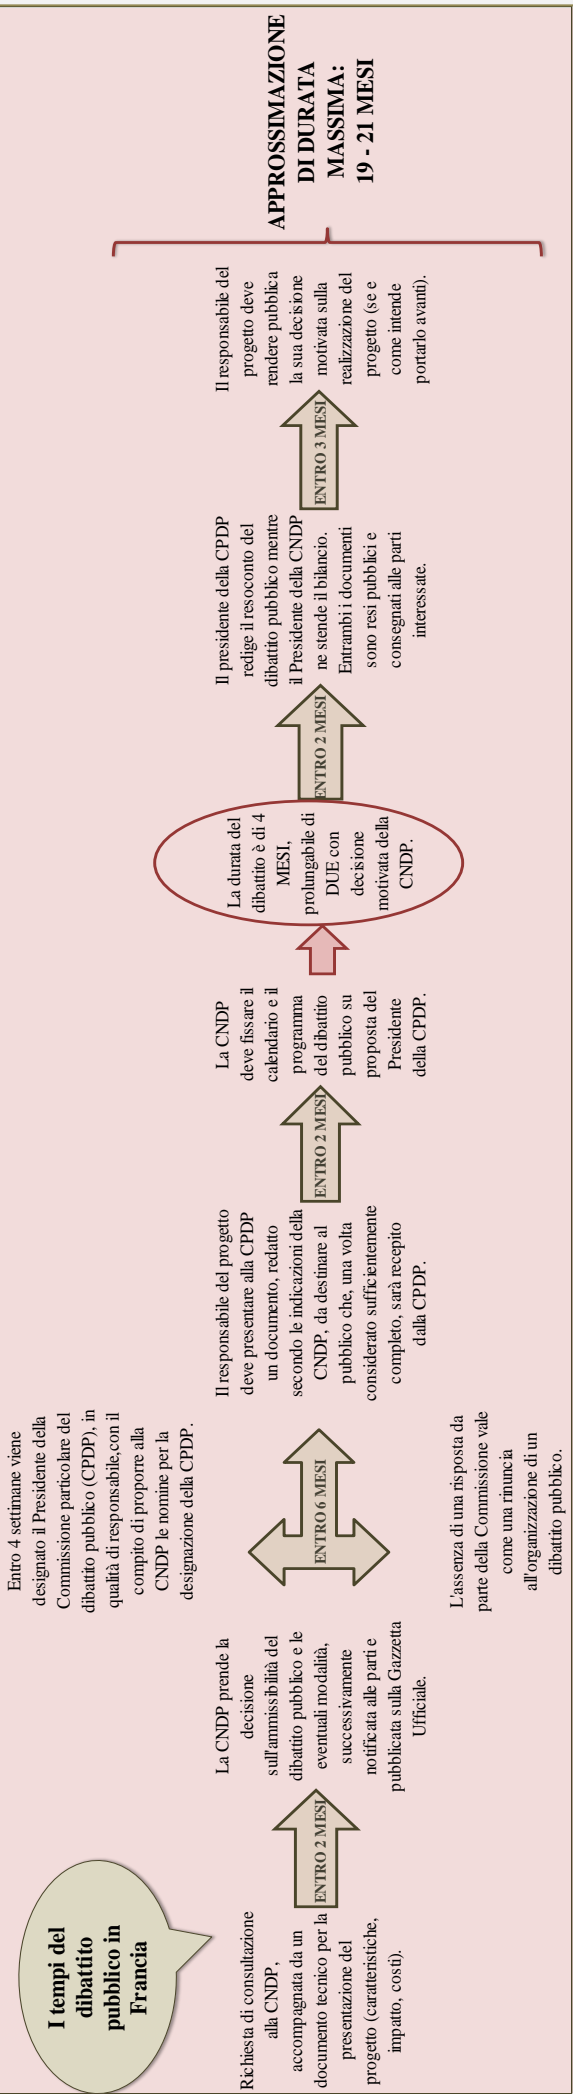 I tempi del
dibattito
pubblico in
Francia
Richiesta di consultazione
alla CNDP,
accompagnata da un
documento tecnico per la
presentazione del
progetto (caratteristiche,
impatto, costi).
ENTRO 2 MESI
La CNDP prende la
decisione
sull'ammissibilità del
dibattito pubblico e le
eventuali modalità,
successivamente
notificata alle parti e
pubblicata sulla Gazzetta
Ufficiale.
Entro 4 settimane viene
designato il Presidente della
Commissione particolare del
dibattito pubblico (CPDP), in
qualità di responsabile,con il
compito di proporre alla
CNDP le nomine per la
designazione della CPDP.
ENTRO 6 MESI
L'assenza di una risposta da
parte della Commissione vale
come una rinuncia
all'organizzazione di un
dibattito pubblico.
Il responsabile del progetto
deve presentare alla CPDP
un documento, redatto
secondo le indicazioni della
CNDP, da destinare al
pubblico che, una volta
considerato sufficientemente
completo, sarà recepito
dalla CPDP.
ENTRO 2 MESI
La CNDP
deve fissare il
calendario e il
programma
del dibattito
pubblico su
proposta del
Presidente
della CPDP.
La durata del
dibattito è di 4
MESI,
prolungabile di
DUE con
decisione
motivata della
CNDP.
ENTRO 2 MESI
Il presidente della CPDP
redige il resoconto del
dibattito pubblico mentre
il Presidente della CNDP
ne stende il bilancio.
Entrambi i documenti
sono resi pubblici e
consegnati alle parti
interessate.
ENTRO 3 MESI
Il responsabile del
progetto deve
rendere pubblica
la sua decisione
motivata sulla
realizzazione del
progetto (se e
come intende
portarlo avanti).
APPROSSIMAZIONE
DI DURATA
MASSIMA:
19 - 21 MESI